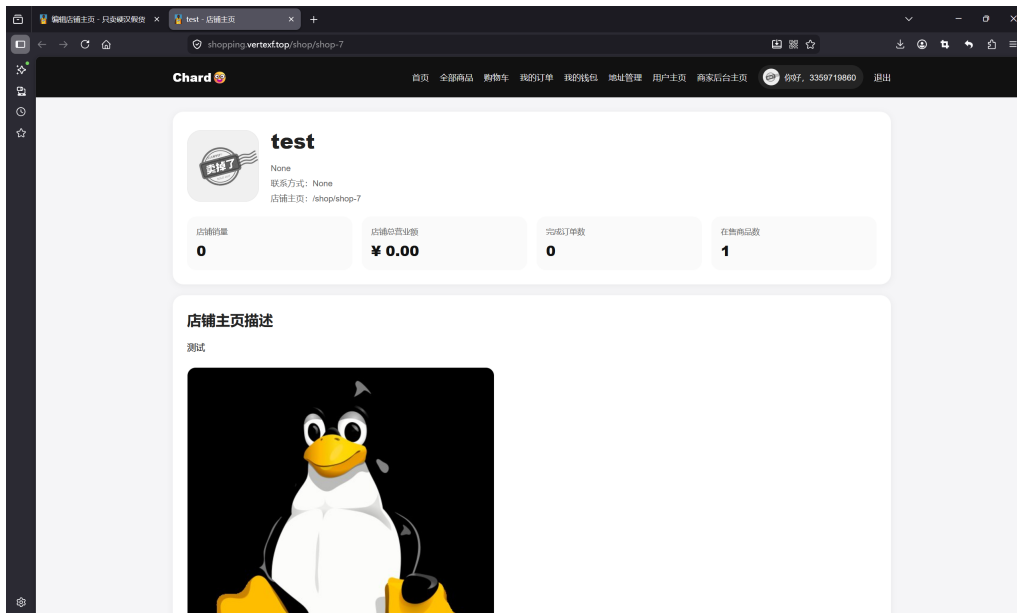 编辑店铺主页 - 只卖硬汉假货
test - 店铺主页
shopping.vertexf.top/shop/shop-7
Chard
首页 全部商品 购物车 我的订单 我的钱包 地址管理 用户主页 商家后台主页 你好，3359719860 退出
卖掉了
test
None
联系方式：None
店铺主页：/shop/shop-7
店铺销量
0
店铺总营业额
¥ 0.00
完成订单数
0
在售商品数
1
店铺主页描述
测试